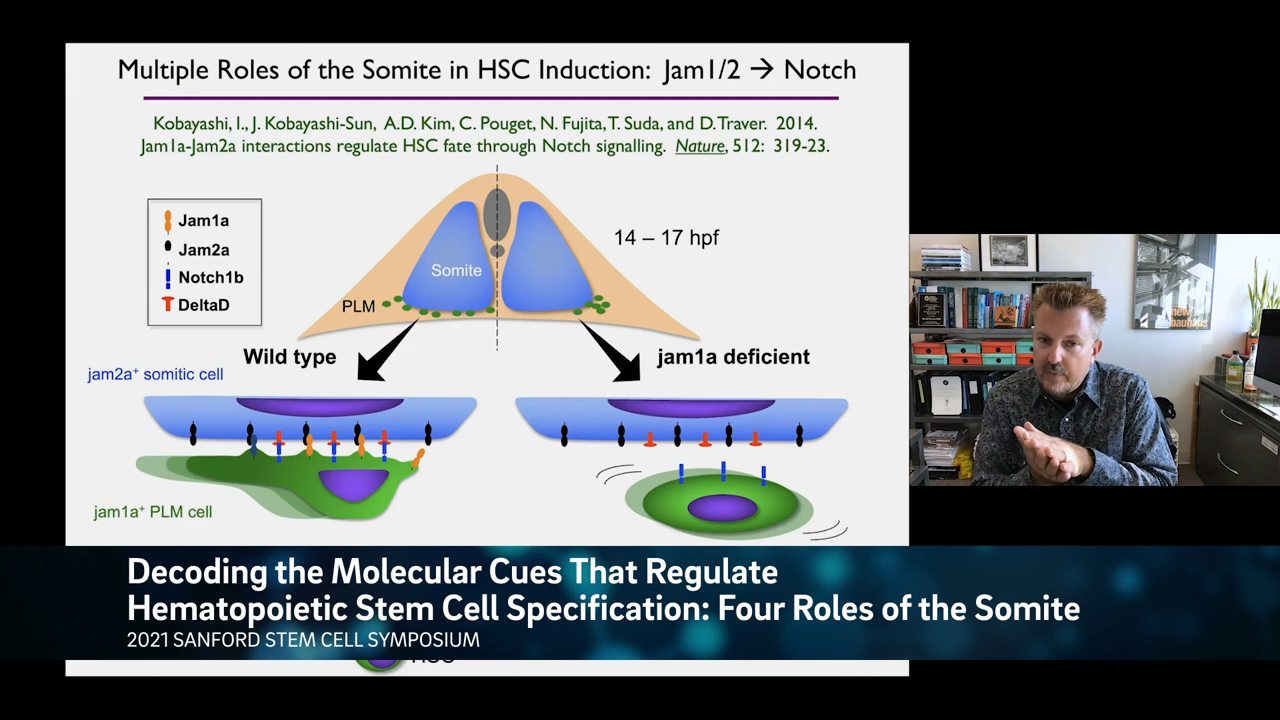 Multiple Roles of the Somite in HSC Induction: Jam1/2 → Notch
Kobayashi, I., J. Kobayashi-Sun, A.D. Kim, C. Pouget, N. Fujita, T. Suda, and D. Traver. 2014.
Jam1a-Jam2a interactions regulate HSC fate through Notch signalling. Nature, 512: 319-23.
Jam1a
Jam2a
Notch1b
DeltaD
14 – 17 hpf
Somite
PLM
Wild type
jam1a deficient
jam2a⁺ somitic cell
jam1a⁺ PLM cell
new
bauhaus
Decoding the Molecular Cues That Regulate
Hematopoietic Stem Cell Specification: Four Roles of the Somite
2021 SANFORD STEM CELL SYMPOSIUM